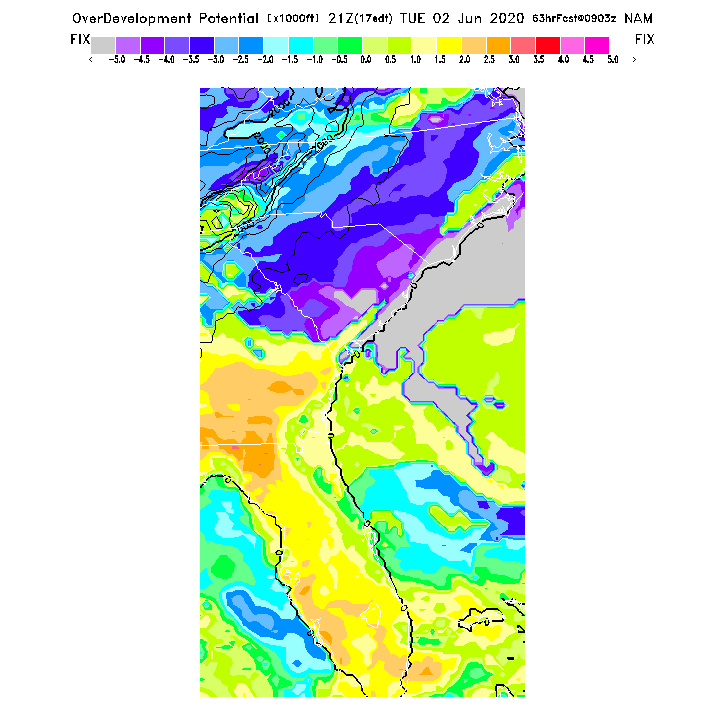 OverDevelopment Potential [x1000ft] 21Z(17edt) TUE 02 Jun 2020 63hrFcst@0903z NAM
FIX FIX
< -5.0 -4.5 -4.0 -3.5 -3.0 -2.5 -2.0 -1.5 -1.0 -0.5 0.0 0.5 1.0 1.5 2.0 2.5 3.0 3.5 4.0 4.5 5.0 >
2000